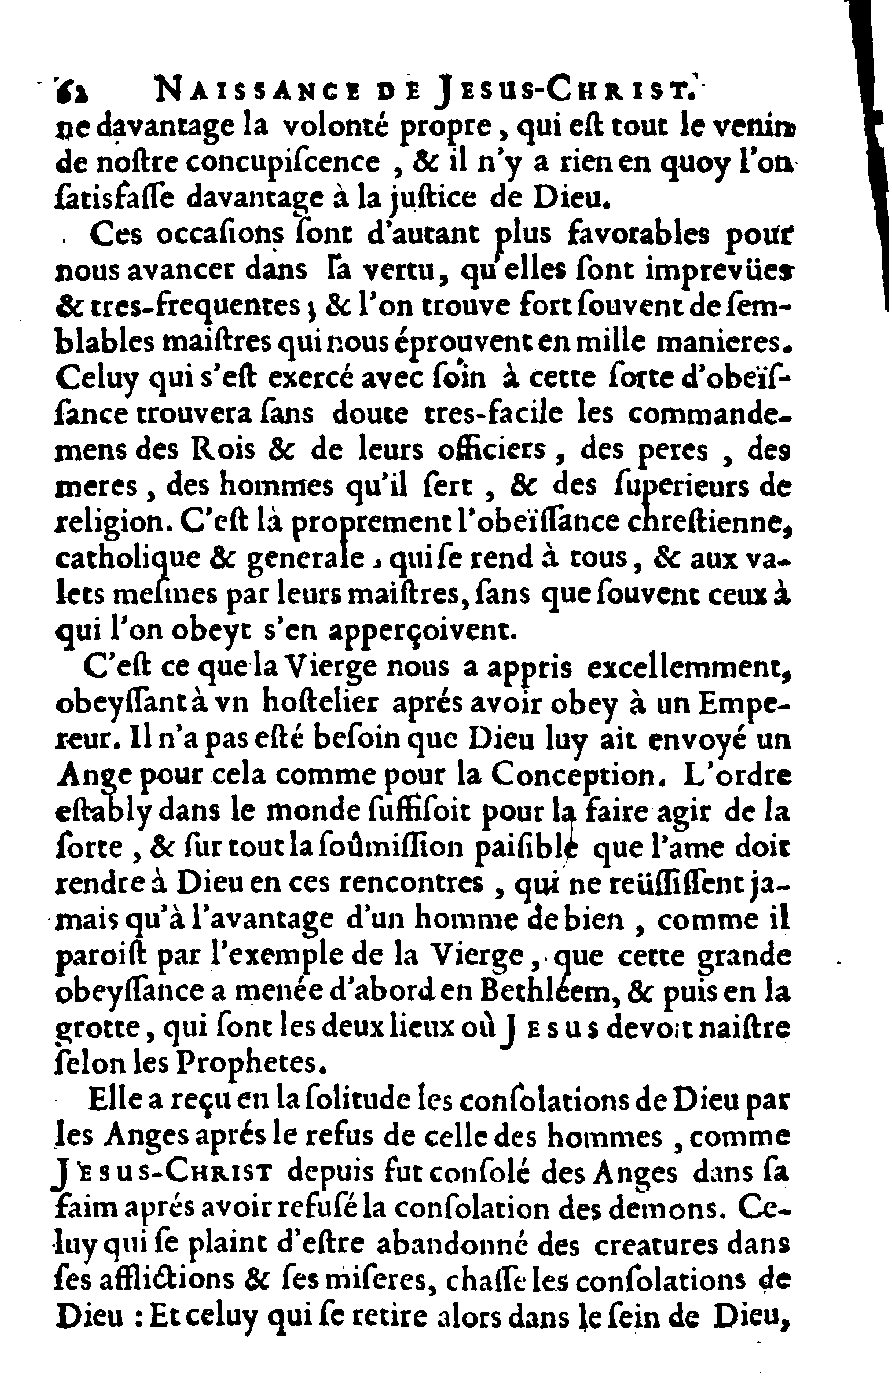 62 NAISSANCE DE JESUS-CHRIST.
ne davantage la volonté propre, qui eſt tout le venin
de noſtre concupiſcence, & il n'y a rien en quoy l'on
ſatisfaſſe davantage à la juſtice de Dieu.
Ces occaſions ſont d'autant plus favorables pour
nous avancer dans la vertu, qu'elles ſont imprevües
& tres-frequentes; & l'on trouve fort ſouvent de ſem-
blables maiſtres qui nous éprouvent en mille manieres.
Celuy qui s'eſt exercé avec ſoin à cette ſorte d'obeïſ-
ſance trouvera ſans doute tres-facile les commande-
mens des Rois & de leurs officiers, des peres, des
meres, des hommes qu'il ſert, & des ſuperieurs de
religion. C'eſt là proprement l'obeïſſance chreſtienne,
catholique & generale, qui ſe rend à tous, & aux va-
lets meſmes par leurs maiſtres, ſans que ſouvent ceux à
qui l'on obeyt s'en apperçoivent.
C'eſt ce que la Vierge nous a appris excellemment,
obeyſſant à vn hoſtelier aprés avoir obey à un Empe-
reur. Il n'a pas eſté beſoin que Dieu luy ait envoyé un
Ange pour cela comme pour la Conception. L'ordre
eſtably dans le monde ſuffiſoit pour la faire agir de la
ſorte, & ſur tout la ſoûmiſſion paiſible que l'ame doit
rendre à Dieu en ces rencontres, qui ne reüſſiſſent ja-
mais qu'à l'avantage d'un homme de bien, comme il
paroiſt par l'exemple de la Vierge, que cette grande
obeyſſance a menée d'abord en Bethléem, & puis en la
grotte, qui ſont les deux lieux où JESUS devoit naiſtre
ſelon les Prophetes.
Elle a reçu en la ſolitude les conſolations de Dieu par
les Anges aprés le refus de celle des hommes, comme
JESUS-CHRIST depuis fut conſolé des Anges dans ſa
faim aprés avoir refuſé la conſolation des demons. Ce-
luy qui ſe plaint d'eſtre abandonné des creatures dans
ſes afflictions & ſes miſeres, chaſſe les conſolations de
Dieu : Et celuy qui ſe retire alors dans le ſein de Dieu,